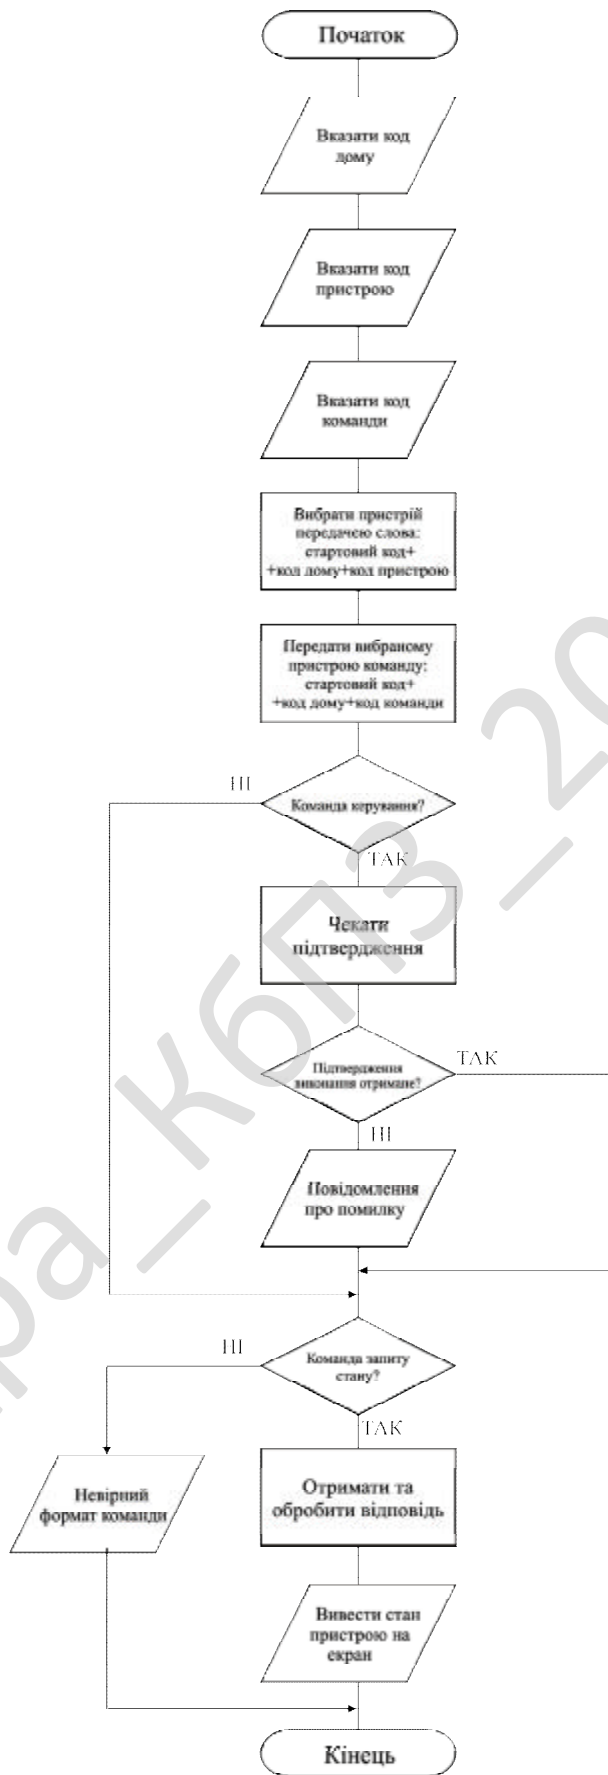 Початок
Вказати код
дому
Вказати код
пристрою
Вказати код
команди
Вибрати пристрій
передачею слова:
стартовий код+
+код дому+код пристрою
Передати вибраному
пристрою команду:
стартовий код+
+код дому+код команди
НІ
Команда керування?
ТАК
Чекати
підтвердження
Підтвердження
виконання отримане?
ТАК
НІ
Повідомлення
про помилку
НІ
Команда запиту
стану?
ТАК
Невірний
формат команди
Отримати та
обробити відповідь
Вивести стан
пристрою на
екран
Кінець
ра_КбПЗ_20